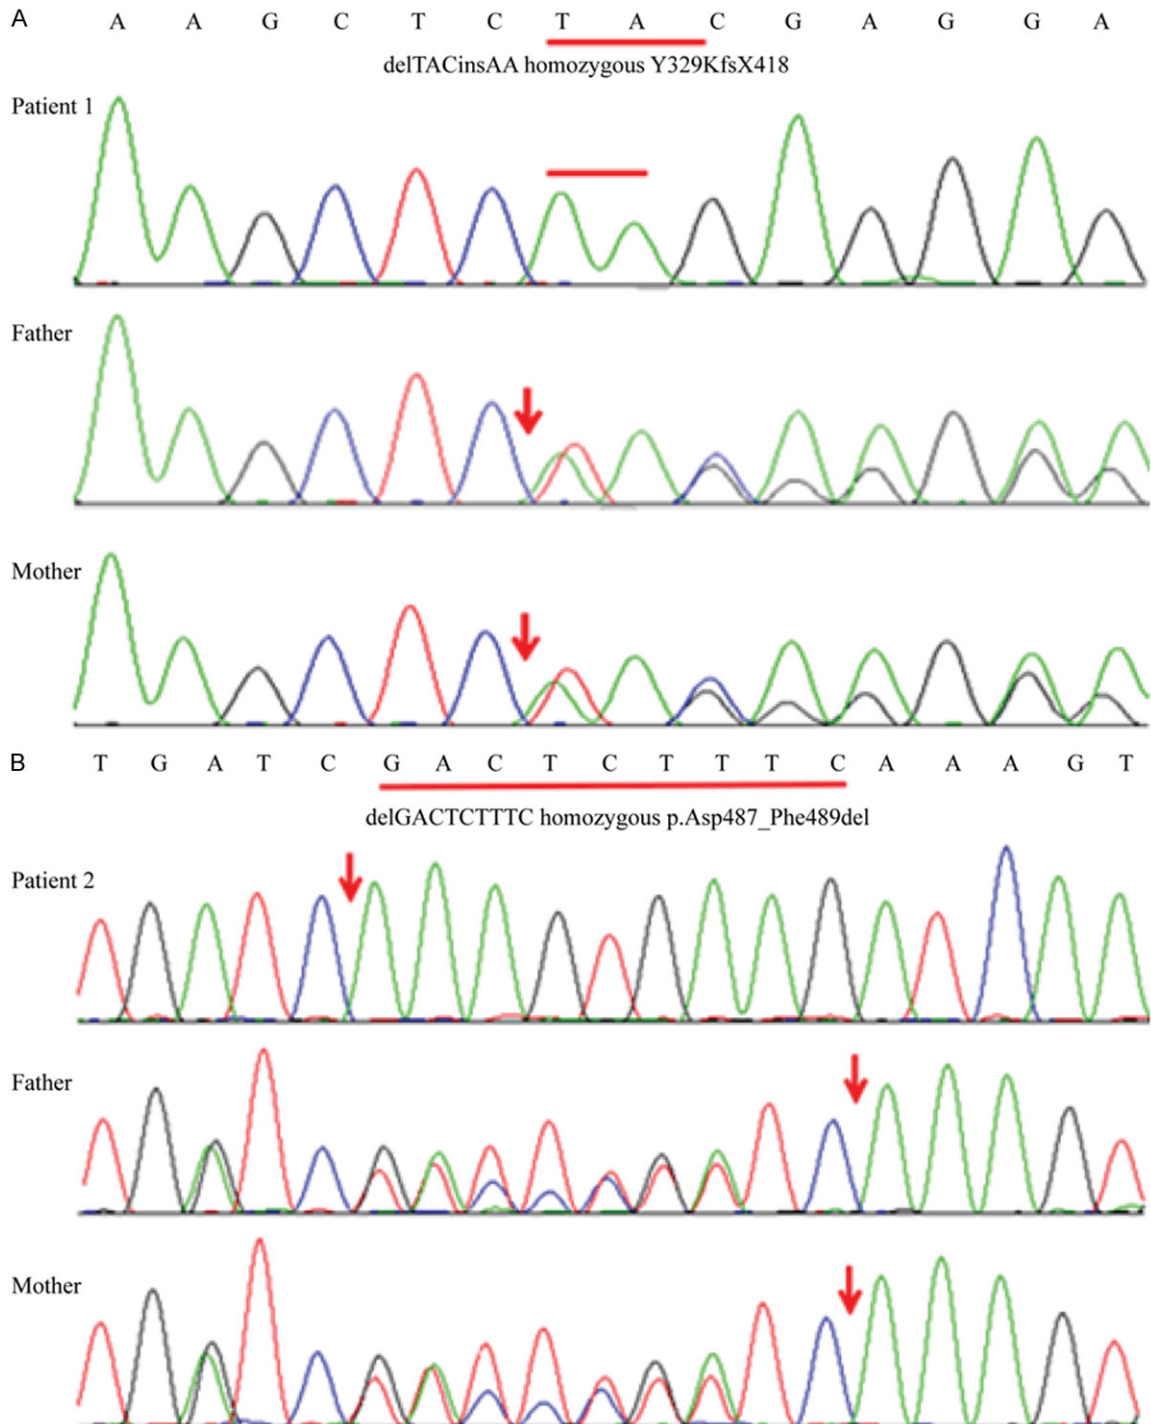 A
A A G C T C T A C G A G G A
delTACinsAA homozygous Y329KfsX418
Patient 1
Father
Mother
B
T G A T C G A C T C T T T C A A A G T
delGACTCTTTC homozygous p.Asp487_Phe489del
Patient 2
Father
Mother